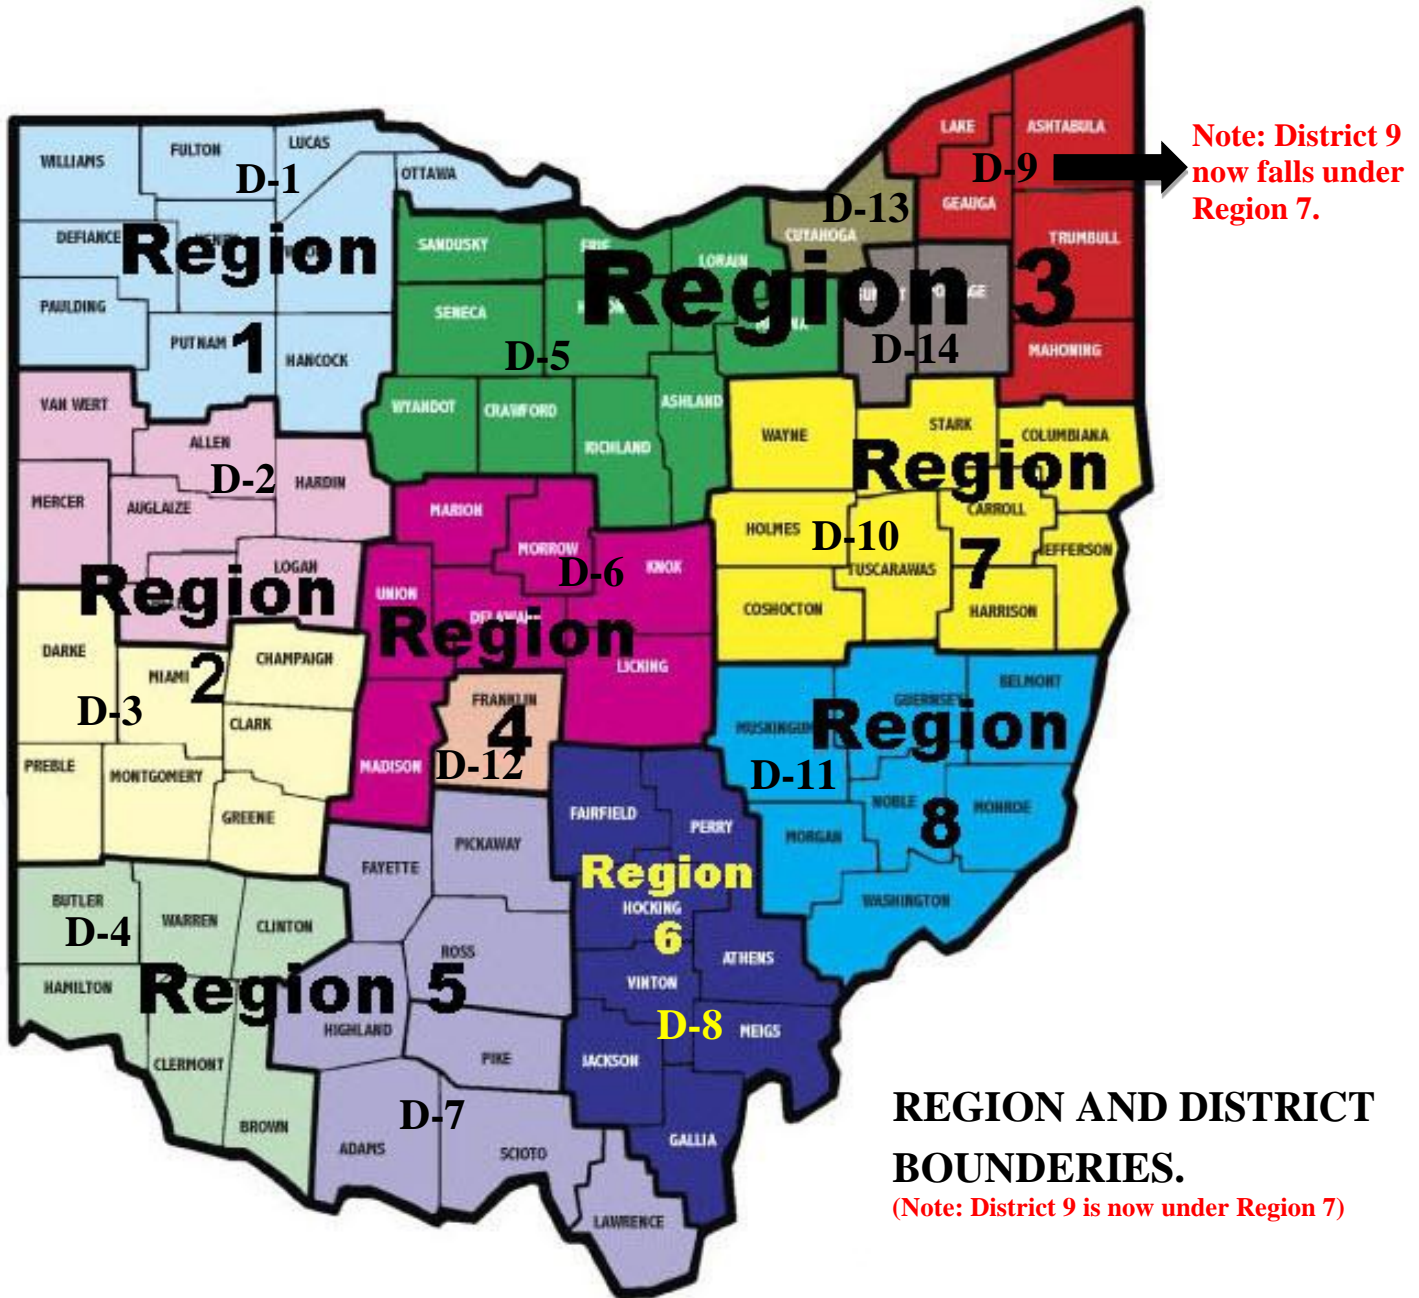 LAKE
ASHTABULA
Note: District 9
now falls under
Region 7.
D-9
GEAUGA
TRUMBULL
MAHONING
WILLIAMS
FULTON
LUCAS
D-1
OTTAWA
DEFIANCE
Region
PAULDING
PUTNAM
1
HANCOCK
D-13
CUYAHOGA
SANDUSKY
ERIE
LORAIN
Region 3
SENECA
D-5
D-14
WYANDOT
CRAWFORD
RICHLAND
ASHLAND
VAN WERT
ALLEN
D-2
HARDIN
MERCER
AUGLAIZE
LOGAN
Region
2
WAYNE
STARK
COLUMBIANA
Region
HOLMES
D-10
CARROLL
7
JEFFERSON
TUSCARAWAS
COSHOCTON
HARRISON
MARION
MORROW
D-6
KNOX
UNION
DELAWARE
Region
LICKING
FRANKLIN
4
MADISON
D-12
DARKE
MIAMI
CHAMPAIGN
D-3
CLARK
PREBLE
MONTGOMERY
GREENE
BELMONT
GUERNSEY
MUSKINGUM
Region
D-11
NOBLE
8
MONROE
MORGAN
WASHINGTON
FAIRFIELD
PERRY
Region
HOCKING
6
ATHENS
VINTON
D-8
MEIGS
JACKSON
GALLIA
PICKAWAY
FAYETTE
BUTLER
D-4
WARREN
CLINTON
ROSS
HAMILTON
Region 5
HIGHLAND
CLERMONT
PIKE
BROWN
D-7
ADAMS
SCIOTO
LAWRENCE
REGION AND DISTRICT
BOUNDERIES.
(Note: District 9 is now under Region 7)